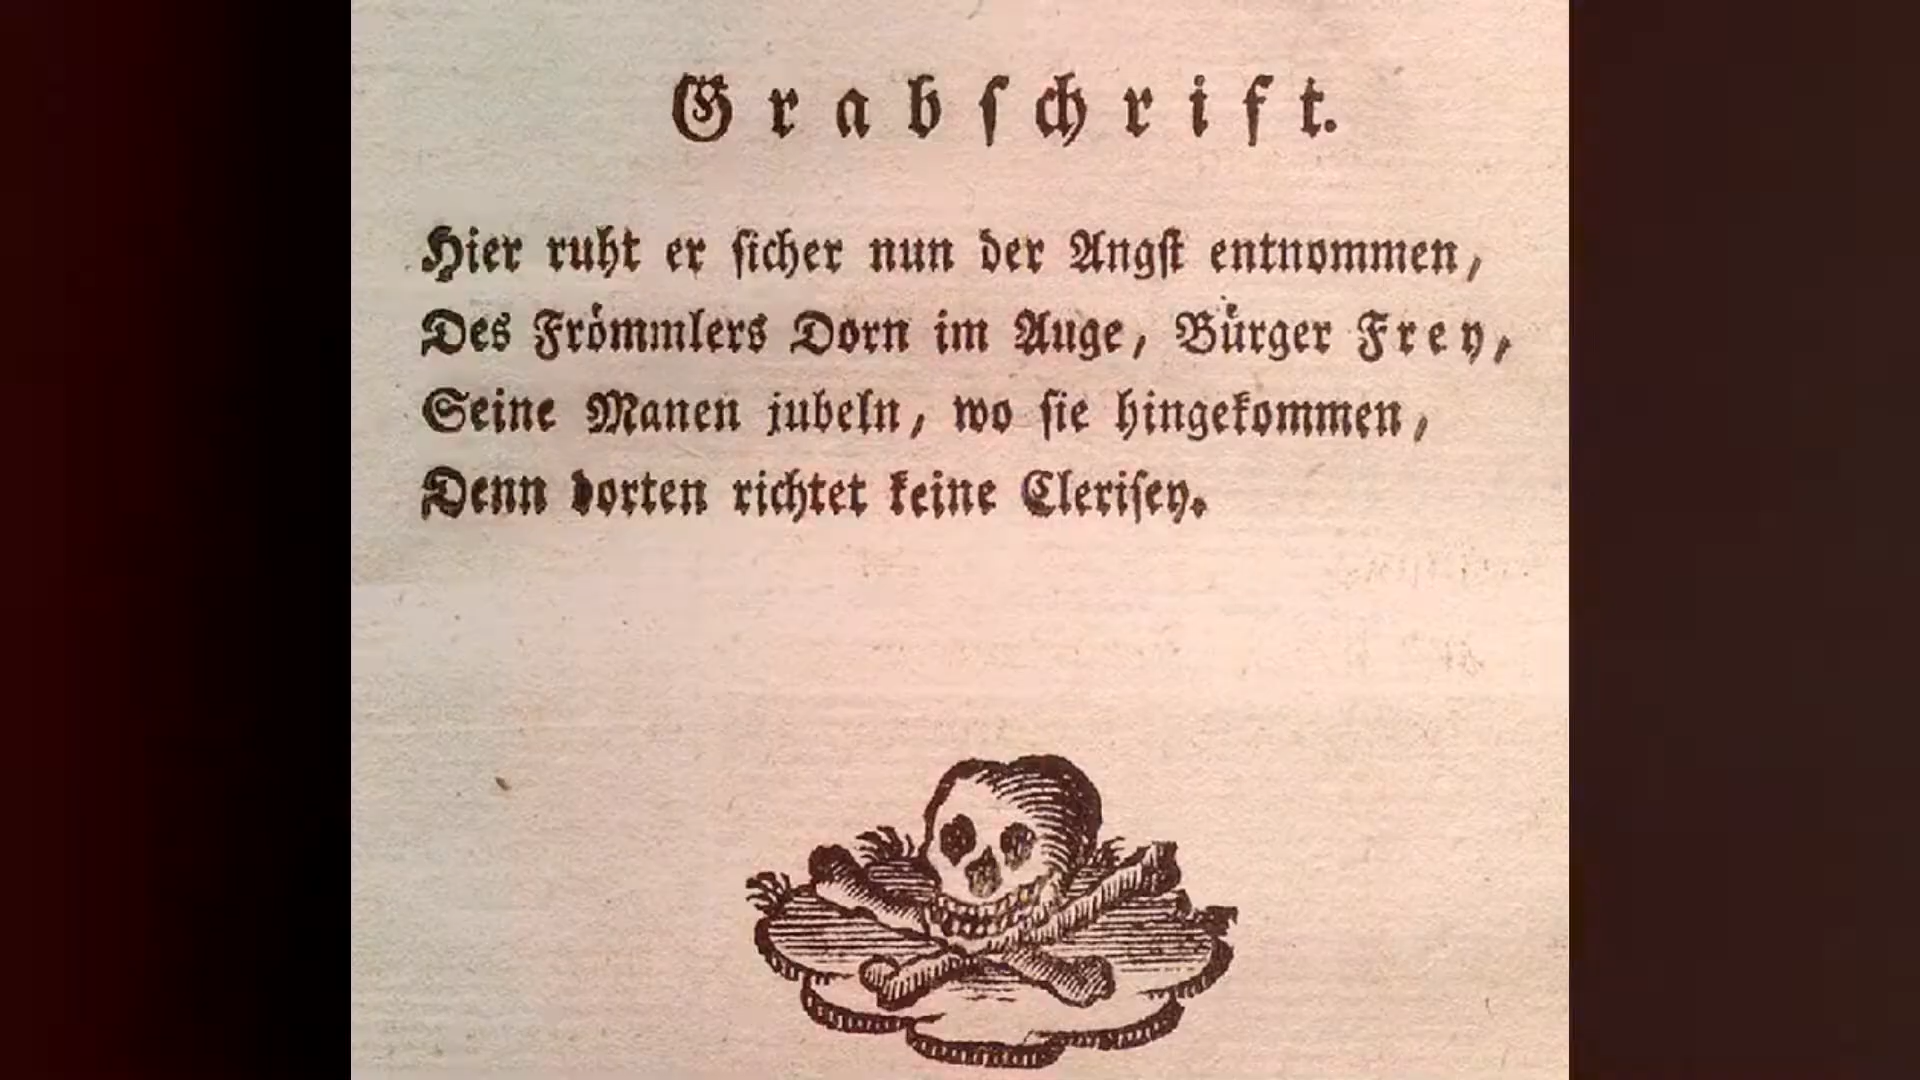 Grabſchrift.
Hier ruht er ſicher nun der Angſt entnommen,
Des Frömmlers Dorn im Auge, Bürger Frey,
Seine Manen jubeln, wo ſie hingekommen,
Denn dorten richtet keine Cleriſey.